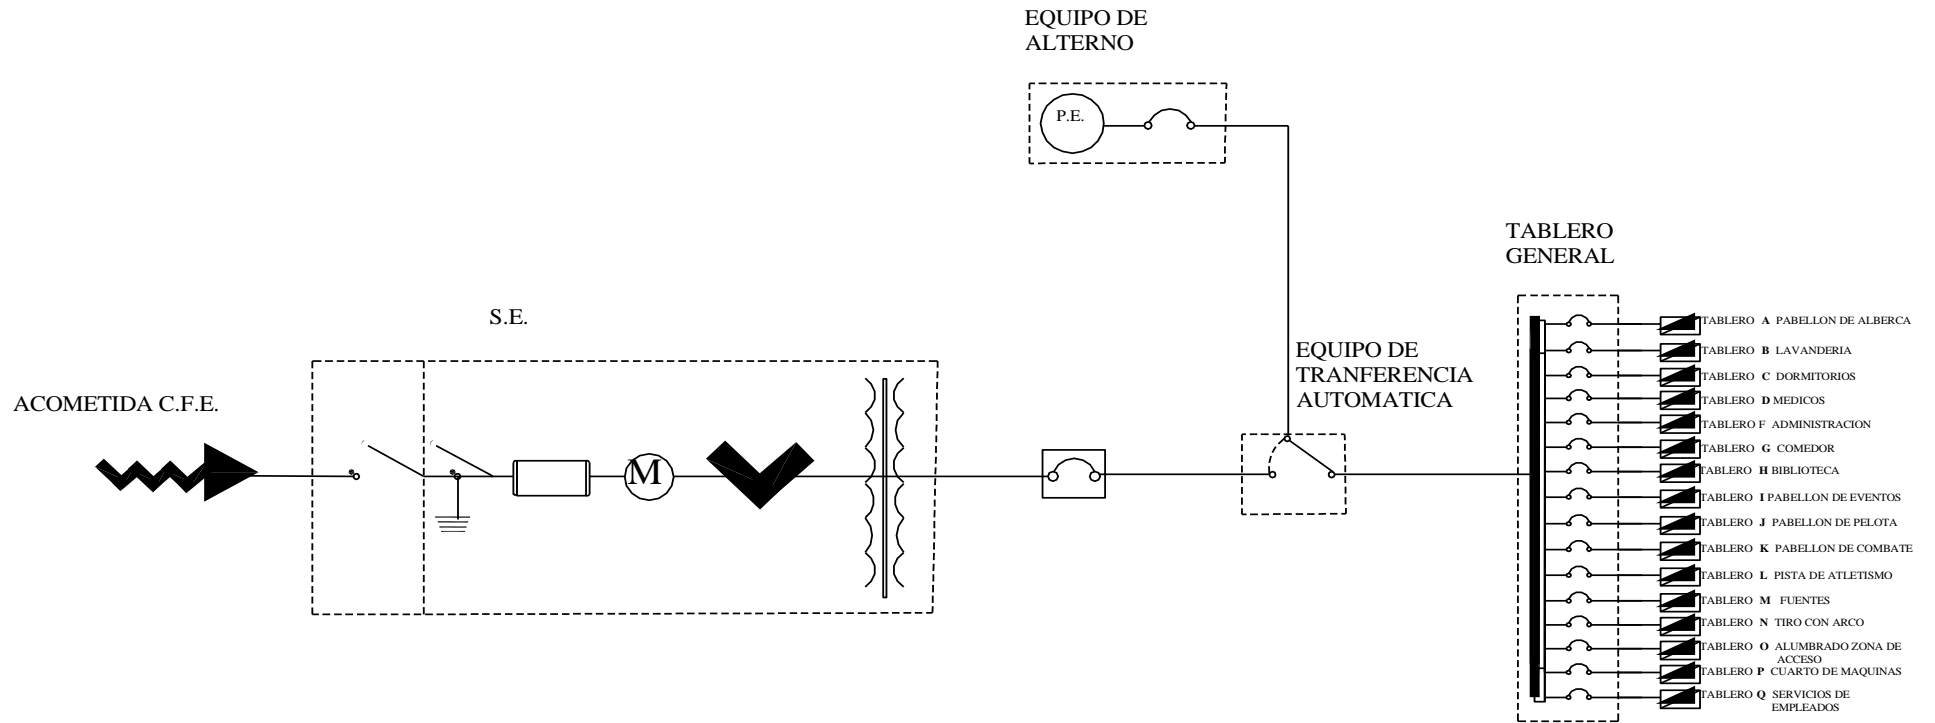 EQUIPO DE
ALTERNO
P.E.
TABLERO
GENERAL
S.E.
EQUIPO DE
TRANFERENCIA
AUTOMATICA
ACOMETIDA C.F.E.
M
TABLERO A PABELLON DE ALBERCA
TABLERO B LAVANDERIA
TABLERO C DORMITORIOS
TABLERO D MEDICOS
TABLERO F ADMINISTRACION
TABLERO G COMEDOR
TABLERO H BIBLIOTECA
TABLERO I PABELLON DE EVENTOS
TABLERO J PABELLON DE PELOTA
TABLERO K PABELLON DE COMBATE
TABLERO L PISTA DE ATLETISMO
TABLERO M FUENTES
TABLERO N TIRO CON ARCO
TABLERO O ALUMBRADO ZONA DE
ACCESO
TABLERO P CUARTO DE MAQUINAS
TABLERO Q SERVICIOS DE
EMPLEADOS